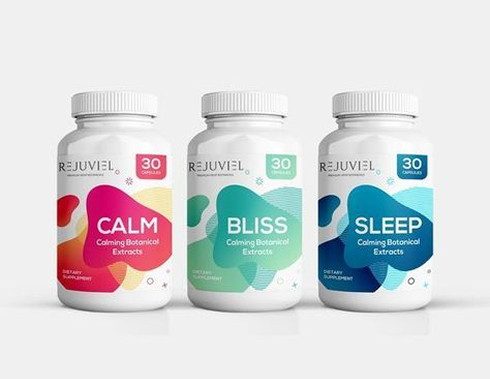 REJUVIEL
30
CAPSULES
CALM
Calming Botanical
Extracts
DIETARY
SUPPLEMENT
REJUVIEL
30
CAPSULES
BLISS
Calming Botanical
Extracts
DIETARY
SUPPLEMENT
REJUVIEL
30
CAPSULES
SLEEP
Calming Botanical
Extracts
DIETARY
SUPPLEMENT